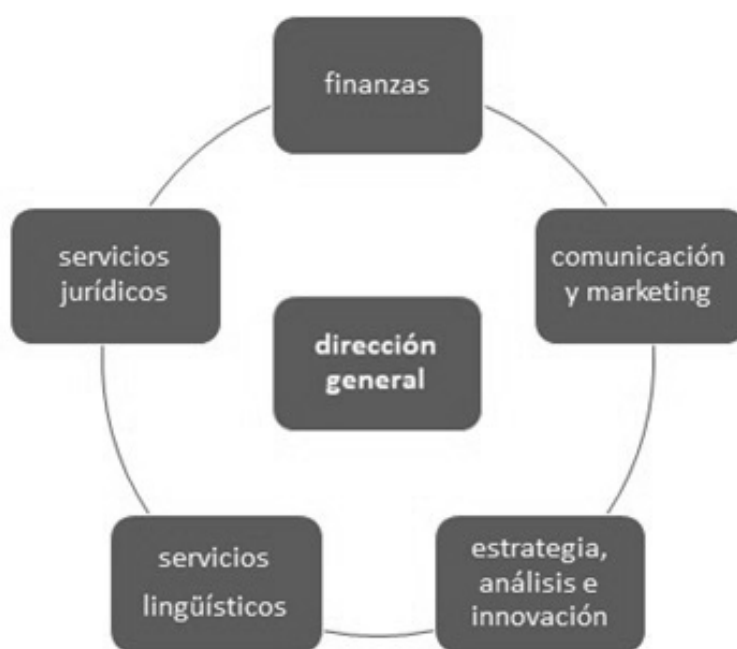 finanzas
servicios
jurídicos
comunicación
y marketing
dirección
general
servicios
lingüísticos
estrategia,
análisis e
innovación